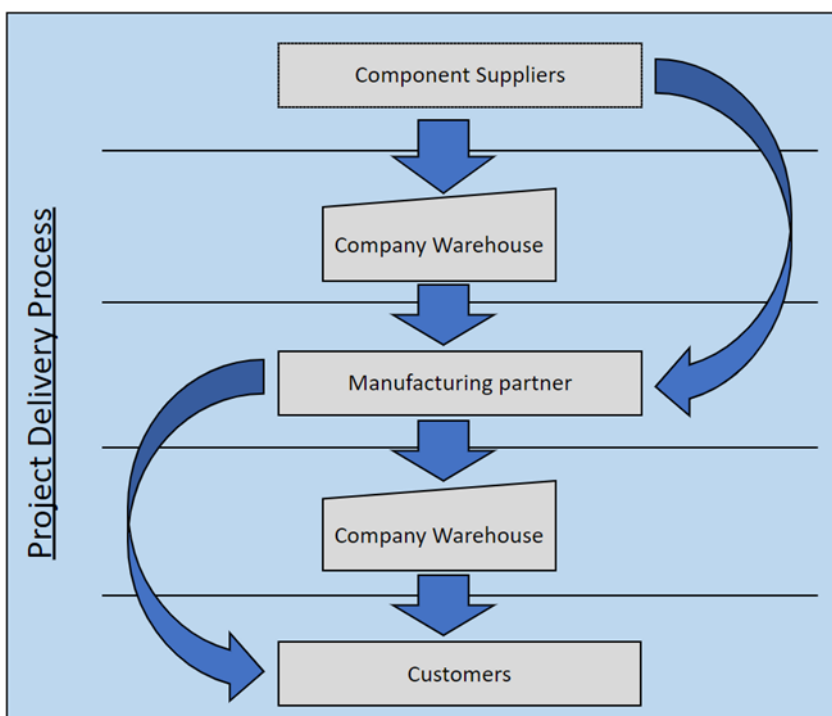 Project Delivery Process
Component Suppliers
Company Warehouse
Manufacturing partner
Company Warehouse
Customers